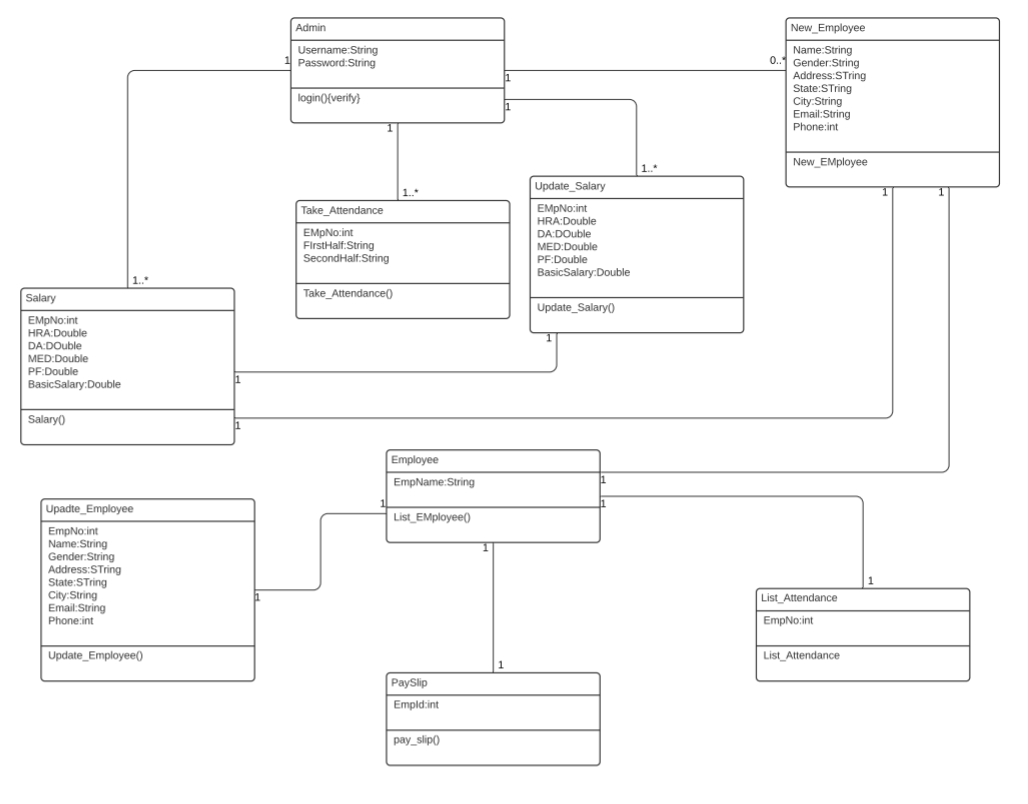 Admin
Username:String
Password:String
login(){verify}
New_Employee
Name:String
Gender:String
Address:STring
State:STring
City:String
Email:String
Phone:int
New_EMployee
1
1
0..*
1
1
1..*
1..*
1
1
Take_Attendance
EMpNo:int
FIrstHalf:String
SecondHalf:String
Take_Attendance()
Update_Salary
EMpNo:int
HRA:Double
DA:DOuble
MED:Double
PF:Double
BasicSalary:Double
Update_Salary()
1..*
Salary
EMpNo:int
HRA:Double
DA:DOuble
MED:Double
PF:Double
BasicSalary:Double
Salary()
1
1
1
Employee
EmpName:String
List_EMployee()
1
1
1
1
Upadte_Employee
EmpNo:int
Name:String
Gender:String
Address:STring
State:STring
City:String
Email:String
Phone:int
Update_Employee()
1
1
List_Attendance
EmpNo:int
List_Attendance
1
PaySlip
EmpId:int
pay_slip()